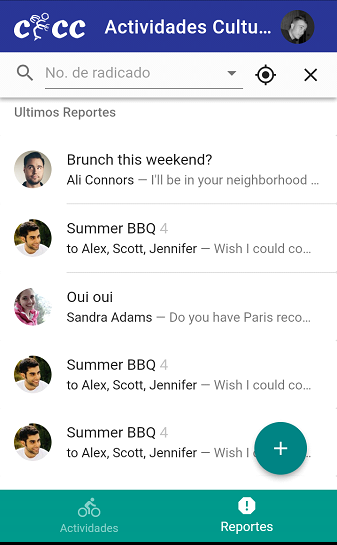 cicc
Actividades Cultu...
No. de radicado
Ultimos Reportes
Brunch this weekend?
Ali Connors — I'll be in your neighborhood ...
Summer BBQ 4
to Alex, Scott, Jennifer — Wish I could co...
Oui oui
Sandra Adams — Do you have Paris reco...
Summer BBQ 4
to Alex, Scott, Jennifer — Wish I could co...
Summer BBQ 4
to Alex, Scott, Jennifer — Wish I co...
Actividades
Reportes